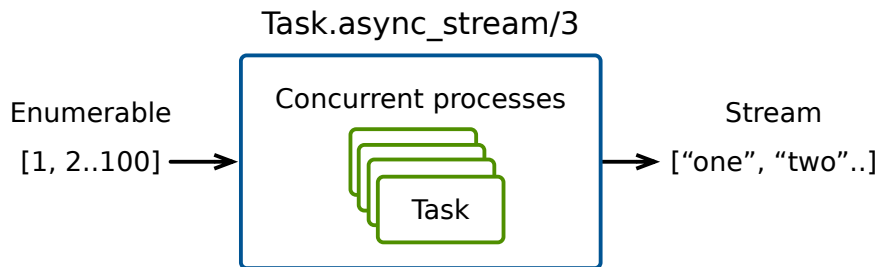 Task.async_stream/3
Enumerable
[1, 2..100]
Concurrent processes
Task
Stream
[“one”, “two”..]